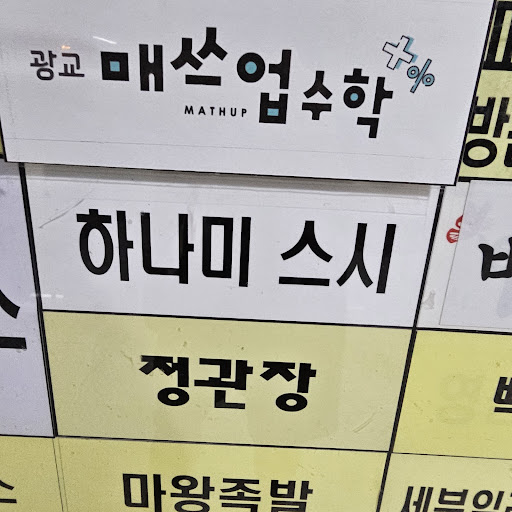 광교 매쓰업수학
MATHUP
하나미 스시
정관장
마왕족발